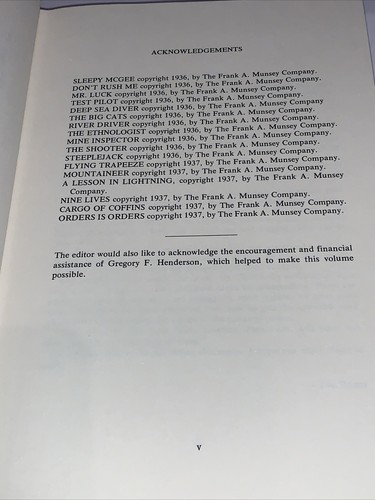 ACKNOWLEDGEMENTS
SLEEPY MCGEE copyright 1936, by The Frank A. Munsey Company.
DON'T RUSH ME copyright 1936, by The Frank A. Munsey Company.
MR. LUCK copyright 1936, by The Frank A. Munsey Company.
TEST PILOT copyright 1936, by The Frank A. Munsey Company.
DEEP SEA DIVER copyright 1936, by The Frank A. Munsey Company
THE BIG CATS copyright 1936, by The Frank A. Munsey Company.
RIVER DRIVER copyright 1936, by The Frank A. Munsey Company.
THE ETHNOLOGIST copyright 1936, by The Frank A. Munsey Company.
MINE INSPECTOR copyright 1936, by The Frank A. Munsey Company.
THE SHOOTER copyright 1936, by The Frank A. Munsey Company.
STEEPLEJACK copyright 1936, by The Frank A. Munsey Company.
FLYING TRAPEEZE copyright 1937, by The Frank A. Munsey Company.
MOUNTAINEER copyright 1937, by The Frank A. Munsey Company.
A LESSON IN LIGHTNING, copyright 1937, by The Frank A. Munsey
Company.
NINE LIVES copyright 1937, by The Frank A. Munsey Company.
CARGO OF COFFINS copyright 1937, by The Frank A. Munsey Company.
ORDERS IS ORDERS copyright 1937, by The Frank A. Munsey Company.
The editor would also like to acknowledge the encouragement and financial
assistance of Gregory F. Henderson, which helped to make this volume
possible.
V